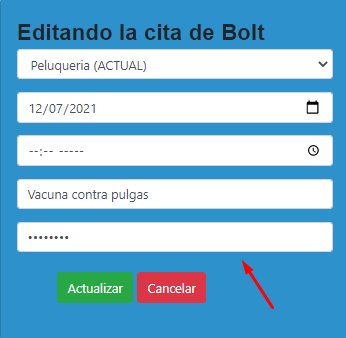 Editando la cita de Bolt
Peluqueria (ACTUAL)
12/07/2021
--:-- -----
Vacuna contra pulgas
••••••••
Actualizar Cancelar